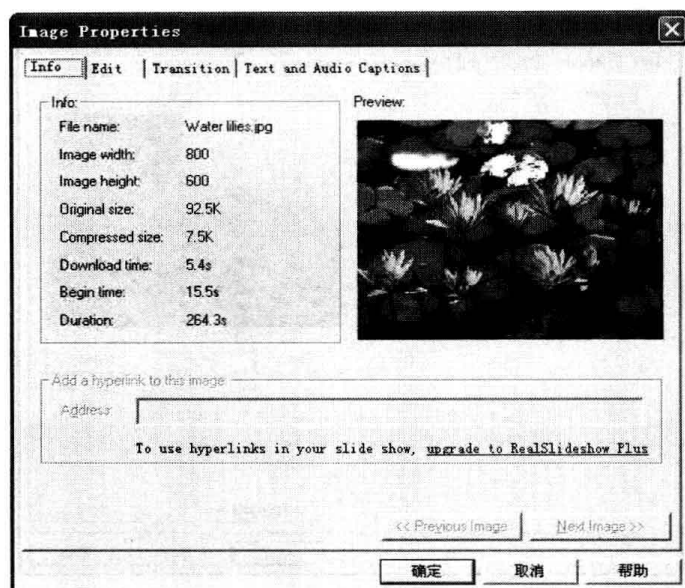 Image Properties
Info Edit Transition Text and Audio Captions
Info:
File name: Water lilies.jpg
Image width: 800
Image height: 600
Original size: 92.5K
Compressed size: 7.5K
Download time: 5.4s
Begin time: 15.5s
Duration: 264.3s
Preview:
Add a hyperlink to this image:
Address:
To use hyperlinks in your slide show, upgrade to RealSlideshow Plus
<< Previous Image Next Image >>
确定 取消 帮助